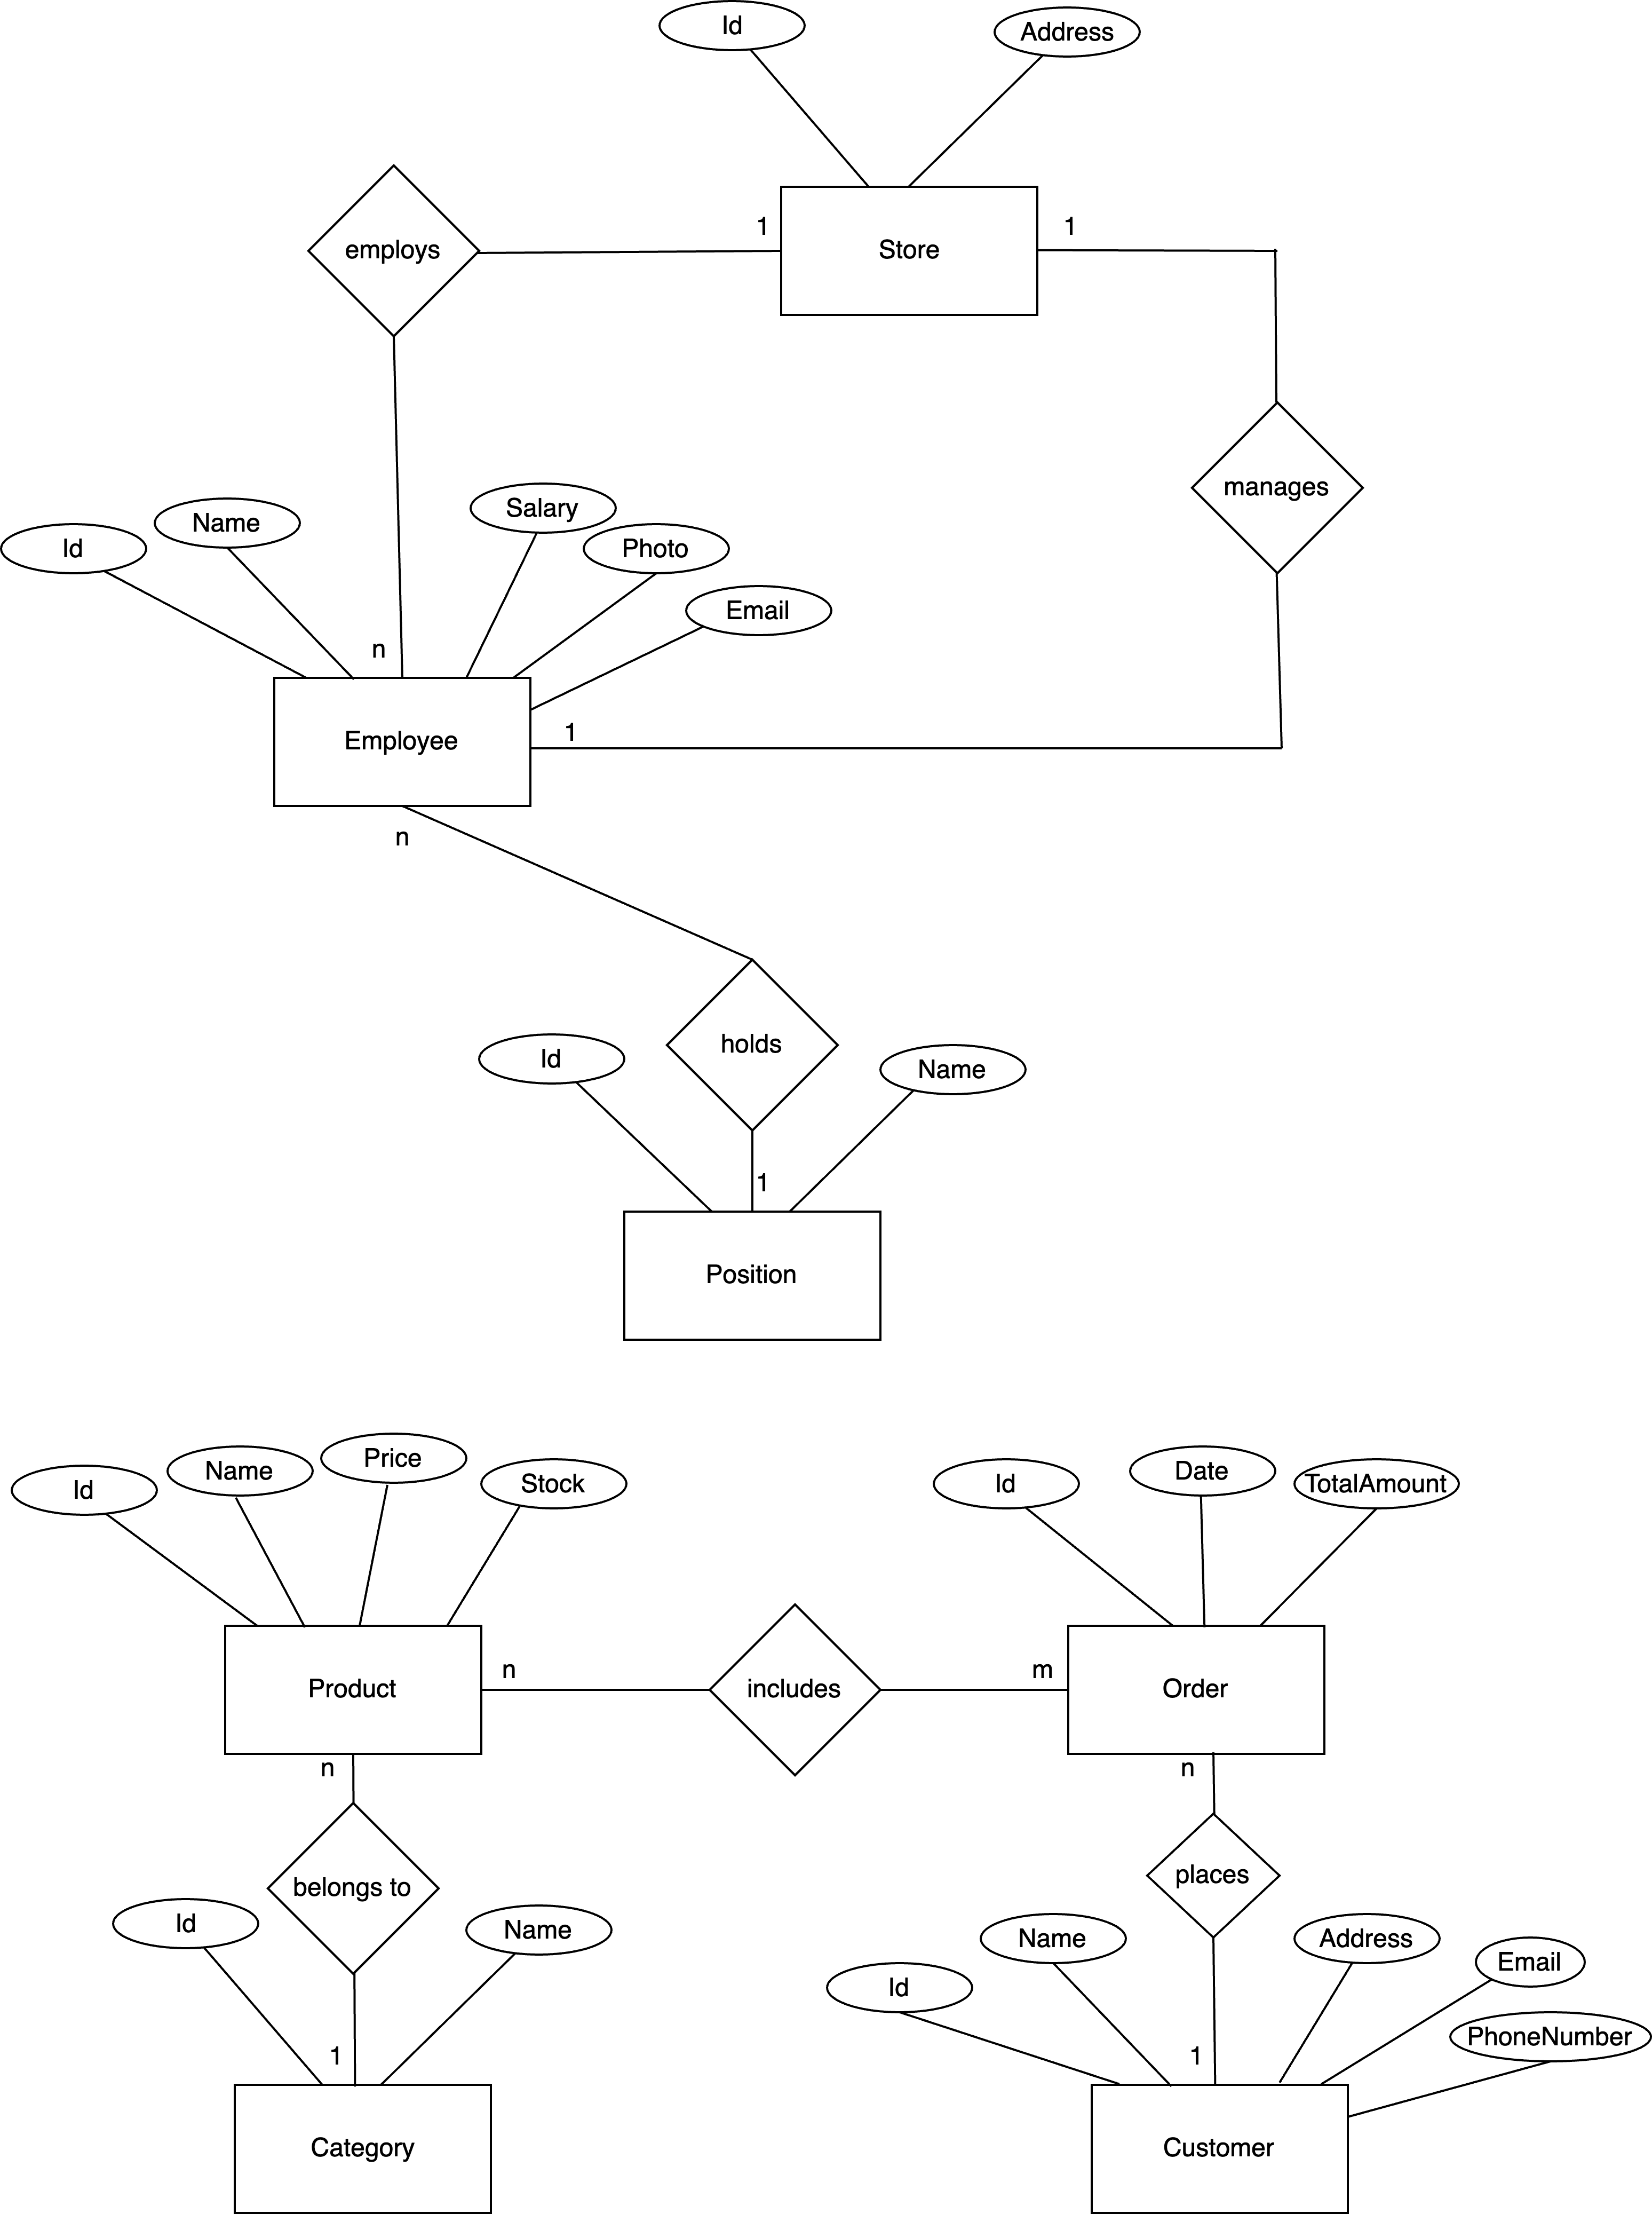 Id
Address
employs
1
Store
1
manages
Id
Name
Salary
Photo
Email
n
Employee
1
n
holds
Id
Name
1
Position
Id
Name
Price
Stock
Id
Date
TotalAmount
Product
n
includes
m
Order
n
n
belongs to
places
Id
Name
Id
Name
Address
Email
PhoneNumber
1
1
Category
Customer